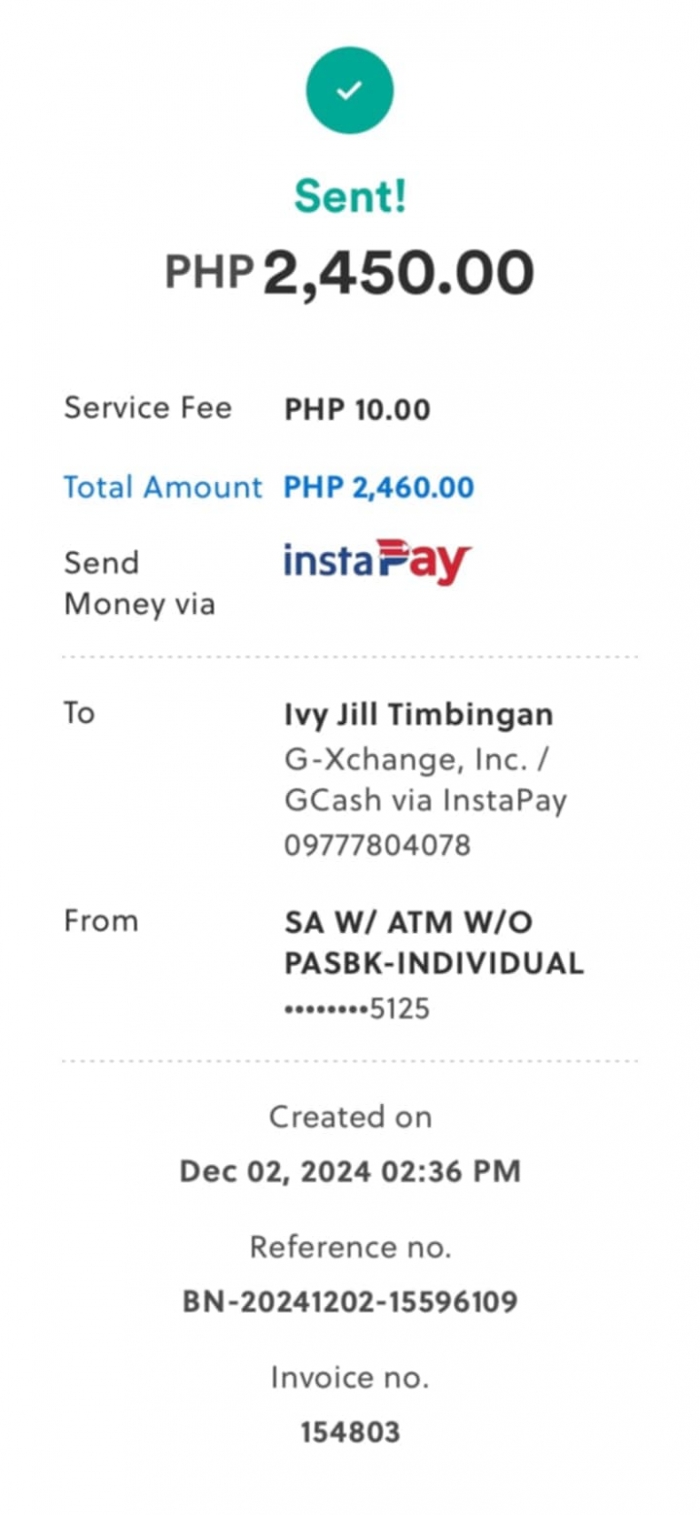 Sent!
PHP 2,450.00
Service Fee PHP 10.00
Total Amount PHP 2,460.00
Send
Money via
instaPay
To
Ivy Jill Timbingan
G-Xchange, Inc. /
GCash via InstaPay
09777804078
From
SA W/ ATM W/O
PASBK-INDIVIDUAL
••••••••5125
Created on
Dec 02, 2024 02:36 PM
Reference no.
BN-20241202-15596109
Invoice no.
154803